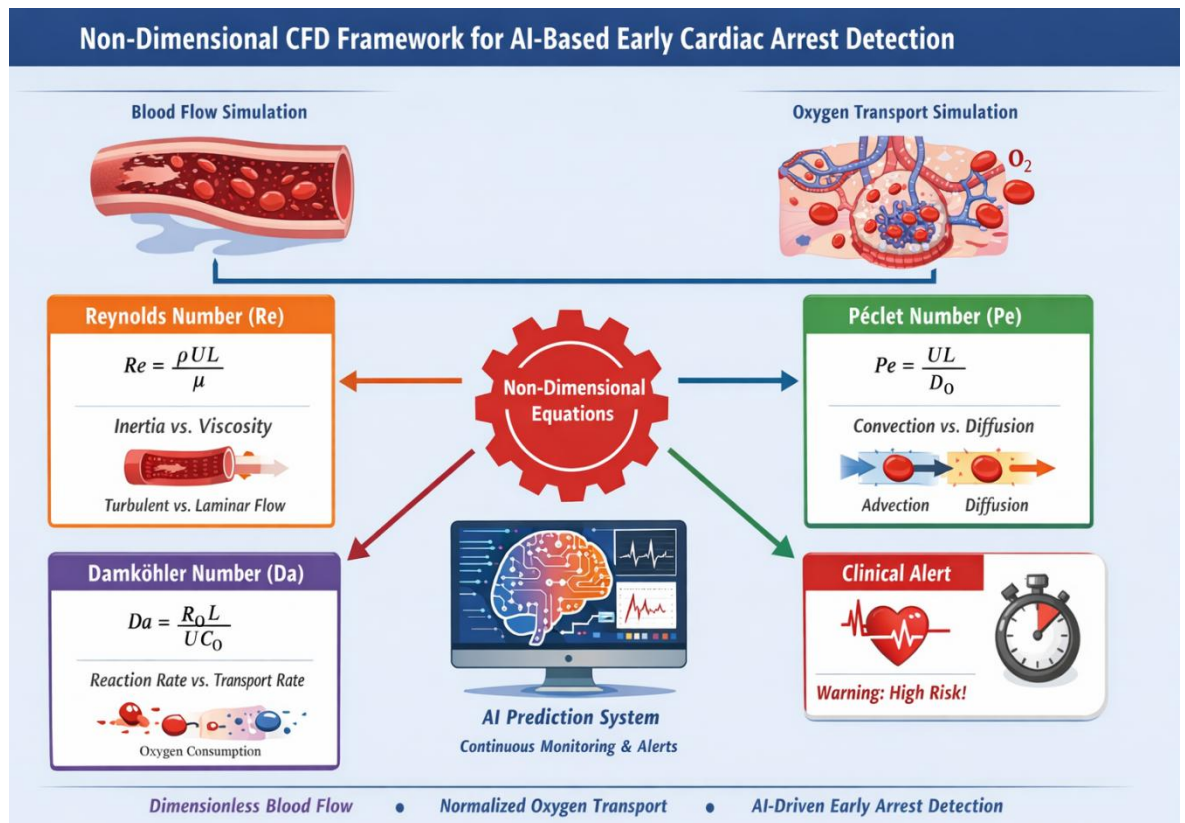 Non-Dimensional CFD Framework for AI-Based Early Cardiac Arrest Detection
Blood Flow Simulation
Oxygen Transport Simulation
O₂
Reynolds Number (Re)
Re = ρUL / μ
Inertia vs. Viscosity
Turbulent vs. Laminar Flow
Non-Dimensional
Equations
Péclet Number (Pe)
Pe = UL / D₀
Convection vs. Diffusion
Advection Diffusion
Damköhler Number (Da)
Da = R₀L / UC₀
Reaction Rate vs. Transport Rate
Oxygen Consumption
AI Prediction System
Continuous Monitoring & Alerts
Clinical Alert
Warning: High Risk!
Dimensionless Blood Flow • Normalized Oxygen Transport • AI-Driven Early Arrest Detection